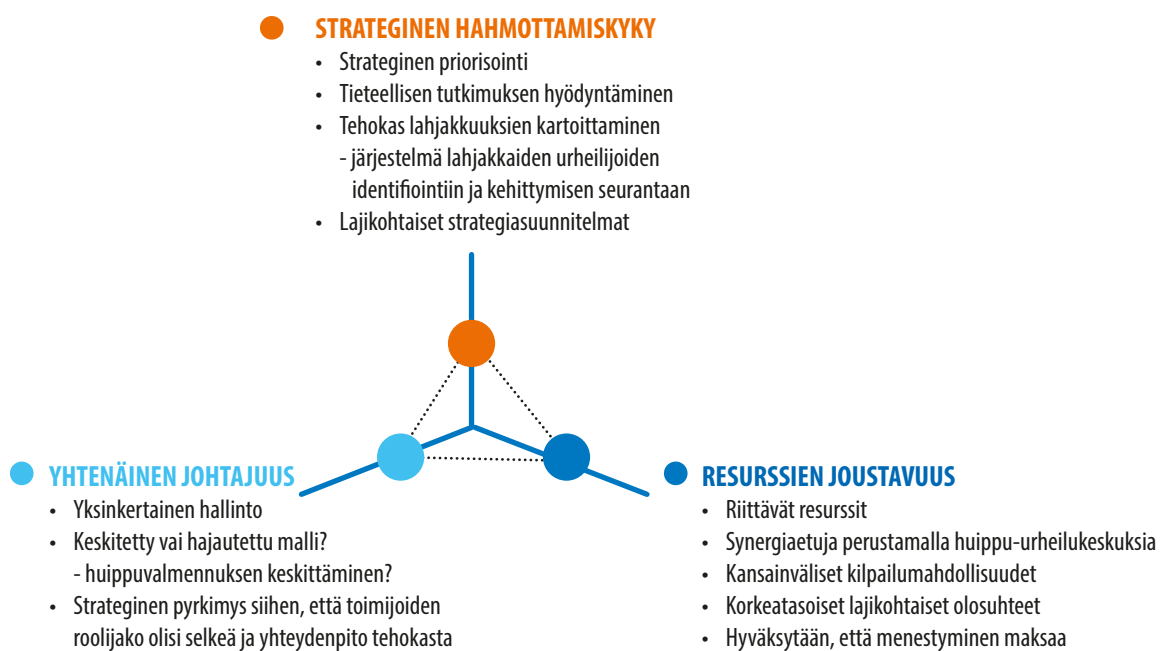 STRATEGINEN HAHMOTTAMISKYKY
• Strateginen priorisointi
• Tieteellisen tutkimuksen hyödyntäminen
• Tehokas lahjakkuuksien kartoittaminen
- järjestelmä lahjakkaiden urheilijoiden
identifiointiin ja kehittymisen seurantaan
• Lajikohtaiset strategiasuunnitelmat
YHTENÄINEN JOHTAJUUS
• Yksinkertainen hallinto
• Keskitetty vai hajautettu malli?
- huippuvalmennuksen keskittäminen?
• Strateginen pyrkimys siihen, että toimijoiden
roolijako olisi selkeä ja yhteydenpito tehokasta
RESURSSIEN JOUSTAVUUS
• Riittävät resurssit
• Synergiaetuja perustamalla huippu-urheilukeskuksia
• Kansainväliset kilpailumahdollisuudet
• Korkeatasoiset lajikohtaiset olosuhteet
• Hyväksytään, että menestyminen maksaa